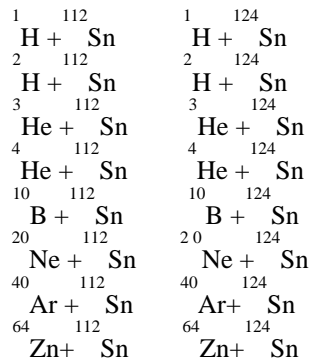 ¹H + ¹¹²Sn ¹H + ¹²⁴Sn
²H + ¹¹²Sn ²H + ¹²⁴Sn
³He + ¹¹²Sn ³He + ¹²⁴Sn
⁴He + ¹¹²Sn ⁴He + ¹²⁴Sn
¹⁰B + ¹¹²Sn ¹⁰B + ¹²⁴Sn
²⁰Ne + ¹¹²Sn ²⁰Ne + ¹²⁴Sn
⁴⁰Ar + ¹¹²Sn ⁴⁰Ar+ ¹²⁴Sn
⁶⁴Zn+ ¹¹²Sn ⁶⁴Zn+ ¹²⁴Sn